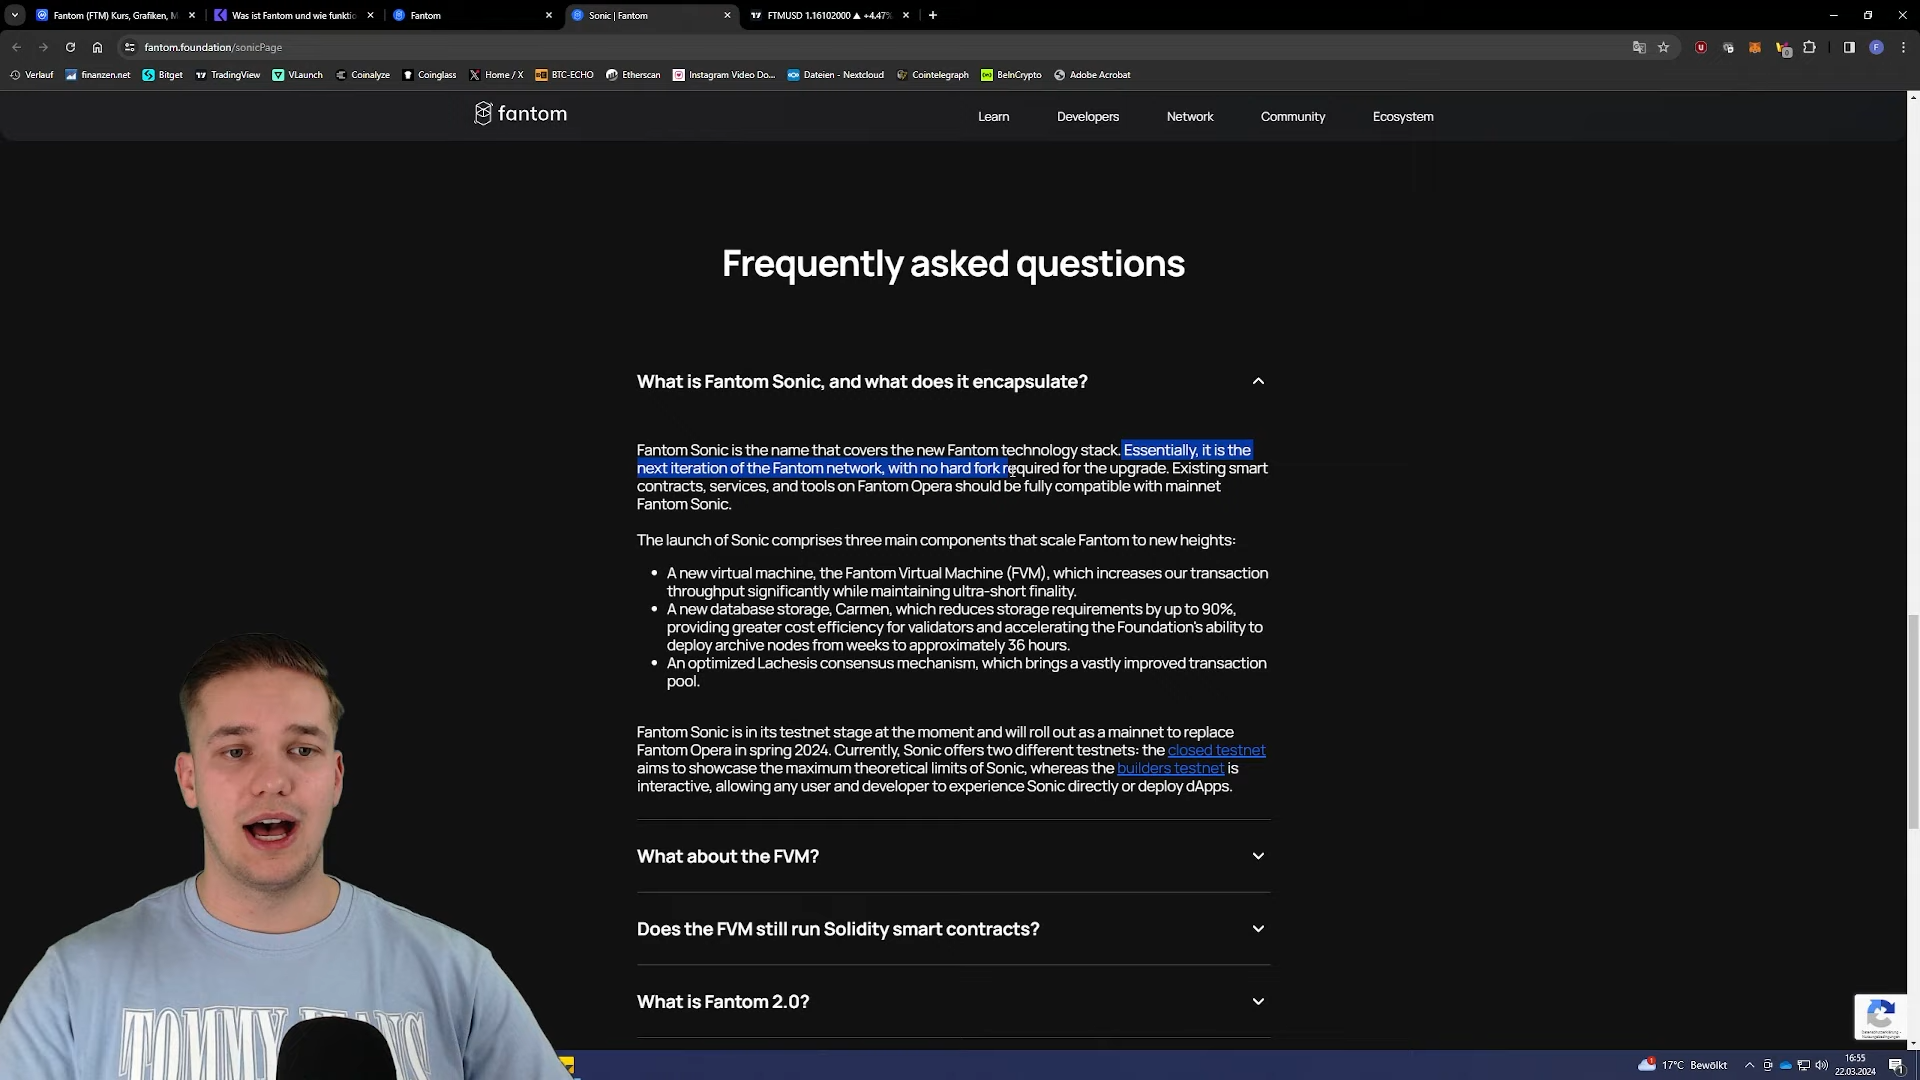 Fantom (FTM) Kurs, Grafiken, M
Was ist Fantom und wie funktio
Fantom
Sonic | Fantom
FTMUSD 1.16102000 ▲ +4.47%
fantom.foundation/sonicPage
Verlauf
finanzen.net
Bitget
TradingView
VLaunch
Coinalyze
Coinglass
Home / X
BTC-ECHO
Etherscan
Instagram Video Do...
Dateien - Nextcloud
Cointelegraph
BeInCrypto
Adobe Acrobat
fantom
Learn
Developers
Network
Community
Ecosystem
Frequently asked questions
What is Fantom Sonic, and what does it encapsulate?
Fantom Sonic is the name that covers the new Fantom technology stack. Essentially, it is the
next iteration of the Fantom network, with no hard fork required for the upgrade. Existing smart
contracts, services, and tools on Fantom Opera should be fully compatible with mainnet
Fantom Sonic.
The launch of Sonic comprises three main components that scale Fantom to new heights:
• A new virtual machine, the Fantom Virtual Machine (FVM), which increases our transaction
throughput significantly while maintaining ultra-short finality.
• A new database storage, Carmen, which reduces storage requirements by up to 90%,
providing greater cost efficiency for validators and accelerating the Foundation's ability to
deploy archive nodes from weeks to approximately 36 hours.
• An optimized Lachesis consensus mechanism, which brings a vastly improved transaction
pool.
Fantom Sonic is in its testnet stage at the moment and will roll out as a mainnet to replace
Fantom Opera in spring 2024. Currently, Sonic offers two different testnets: the closed testnet
aims to showcase the maximum theoretical limits of Sonic, whereas the builders testnet is
interactive, allowing any user and developer to experience Sonic directly or deploy dApps.
What about the FVM?
Does the FVM still run Solidity smart contracts?
What is Fantom 2.0?
TOMMY JEANS
17°C Bewölkt
16:55
22.03.2024